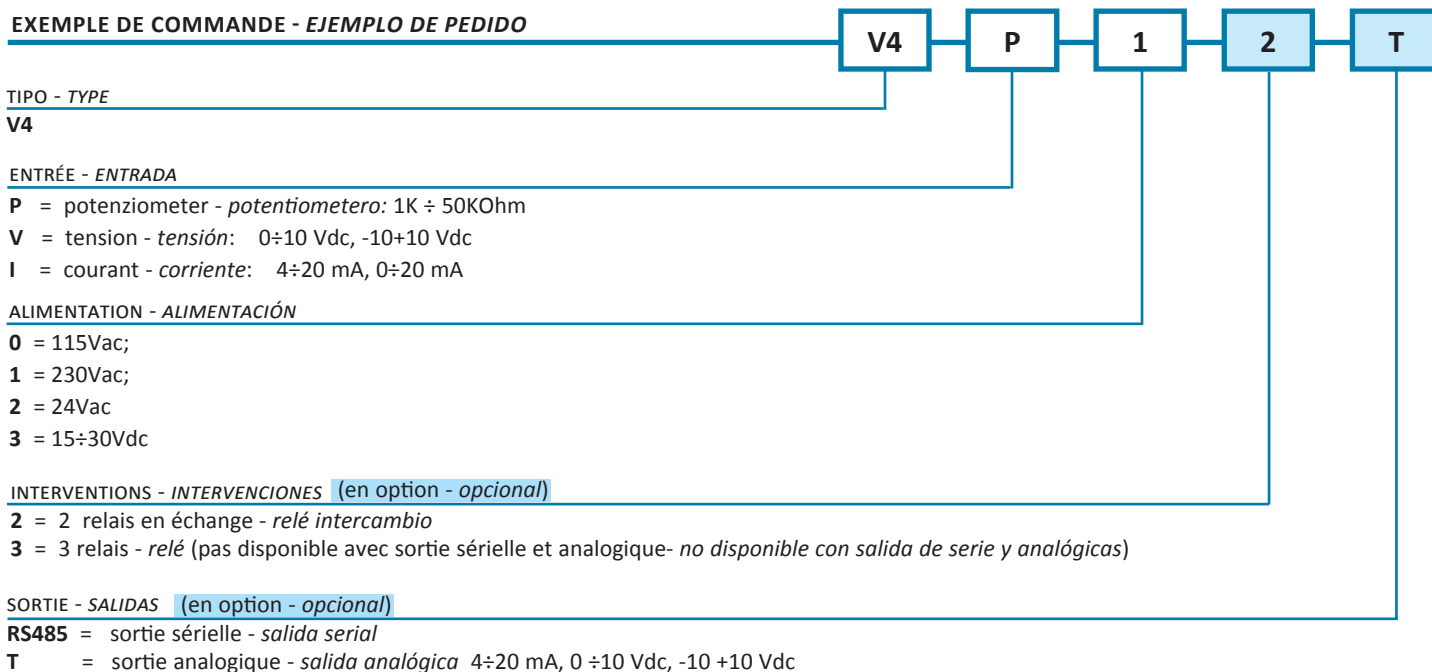 EXEMPLE DE COMMANDE - EJEMPLO DE PEDIDO
V4 P 1 2 T
TIPO - TYPE
V4
ENTRÉE - ENTRADA
P = potenziometer - potentiometero: 1K ÷ 50KOhm
V = tension - tensión: 0÷10 Vdc, -10+10 Vdc
I = courant - corriente: 4÷20 mA, 0÷20 mA
ALIMENTATION - ALIMENTACIÓN
0 = 115Vac;
1 = 230Vac;
2 = 24Vac
3 = 15÷30Vdc
INTERVENTIONS - INTERVENCIONES (en option - opcional)
2 = 2 relais en échange - relé intercambio
3 = 3 relais - relé (pas disponible avec sortie sérielle et analogique- no disponible con salida de serie y analógicas)
SORTIE - SALIDAS (en option - opcional)
RS485 = sortie sérielle - salida serial
T = sortie analogique - salida analógica 4÷20 mA, 0 ÷10 Vdc, -10 +10 Vdc